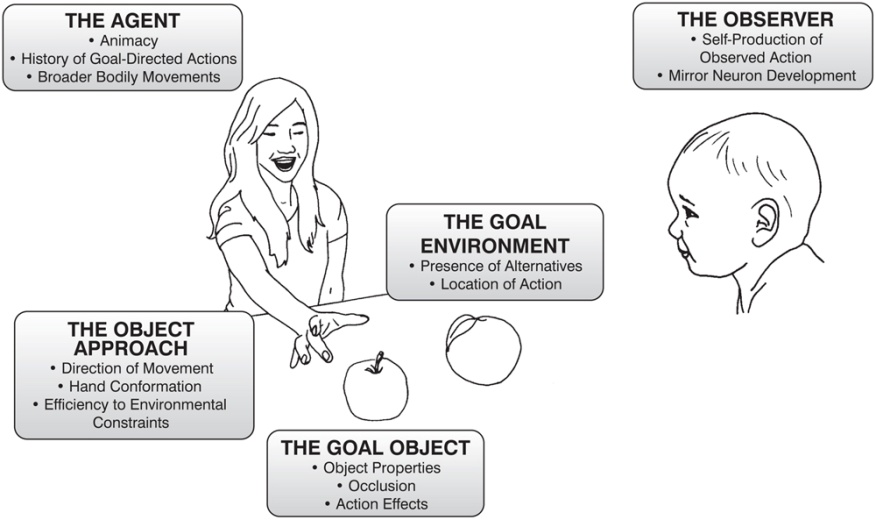 THE AGENT
• Animacy
• History of Goal-Directed Actions
• Broader Bodily Movements
THE OBSERVER
• Self-Production of
Observed Action
• Mirror Neuron Development
THE GOAL
ENVIRONMENT
• Presence of Alternatives
• Location of Action
THE OBJECT
APPROACH
• Direction of Movement
• Hand Conformation
• Efficiency to Environmental
Constraints
THE GOAL OBJECT
• Object Properties
• Occlusion
• Action Effects